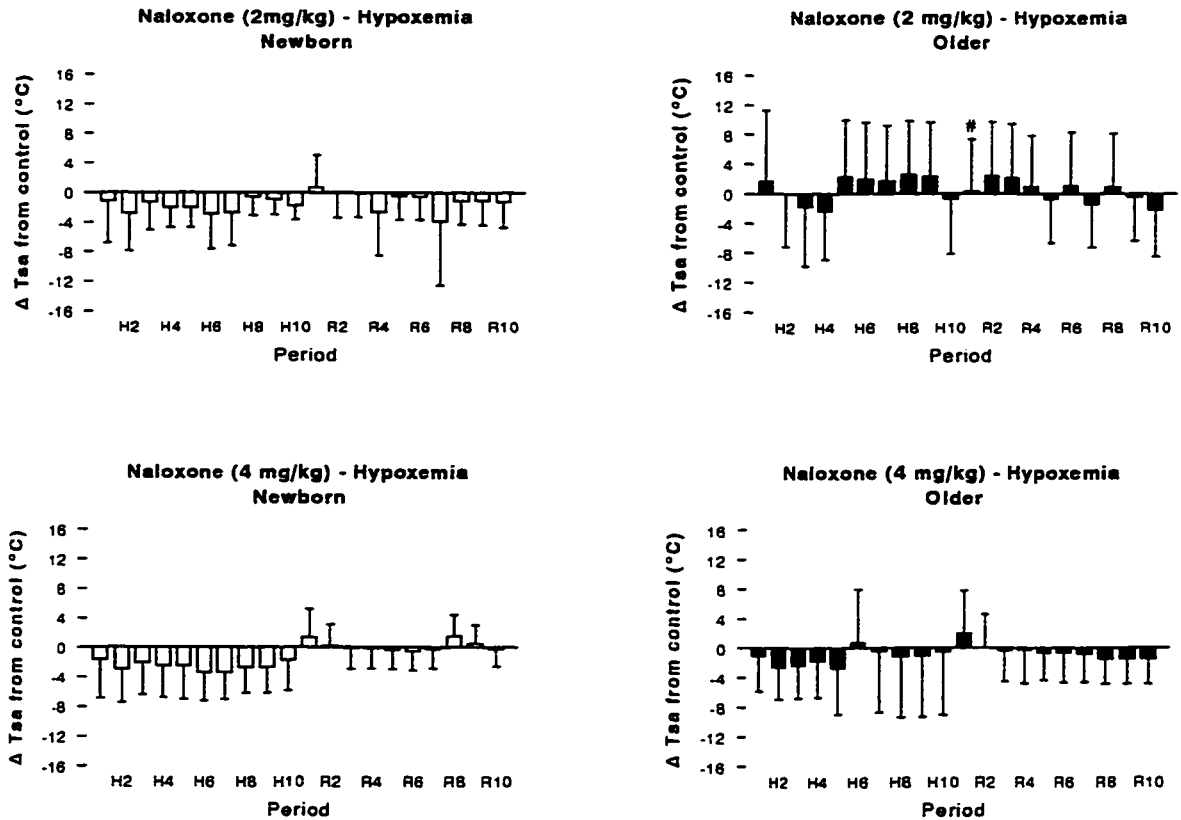 Naloxone (2mg/kg) - Hypoxemia
Newborn
Δ Tsa from control (°C)
16
12
8
4
0
-4
-8
-12
-16
H2 H4 H6 H8 H10 R2 R4 R6 R8 R10
Period
Naloxone (2 mg/kg) - Hypoxemia
Older
Δ Tsa from control (°C)
16
12
8
4
0
-4
-8
-12
-16
#
H2 H4 H6 H8 H10 R2 R4 R6 R8 R10
Period
Naloxone (4 mg/kg) - Hypoxemia
Newborn
Δ Tsa from control (°C)
16
12
8
4
0
-4
-8
-12
-16
H2 H4 H6 H8 H10 R2 R4 R6 R8 R10
Period
Naloxone (4 mg/kg) - Hypoxemia
Older
Δ Tsa from control (°C)
16
12
8
4
0
-4
-8
-12
-16
H2 H4 H6 H8 H10 R2 R4 R6 R8 R10
Period